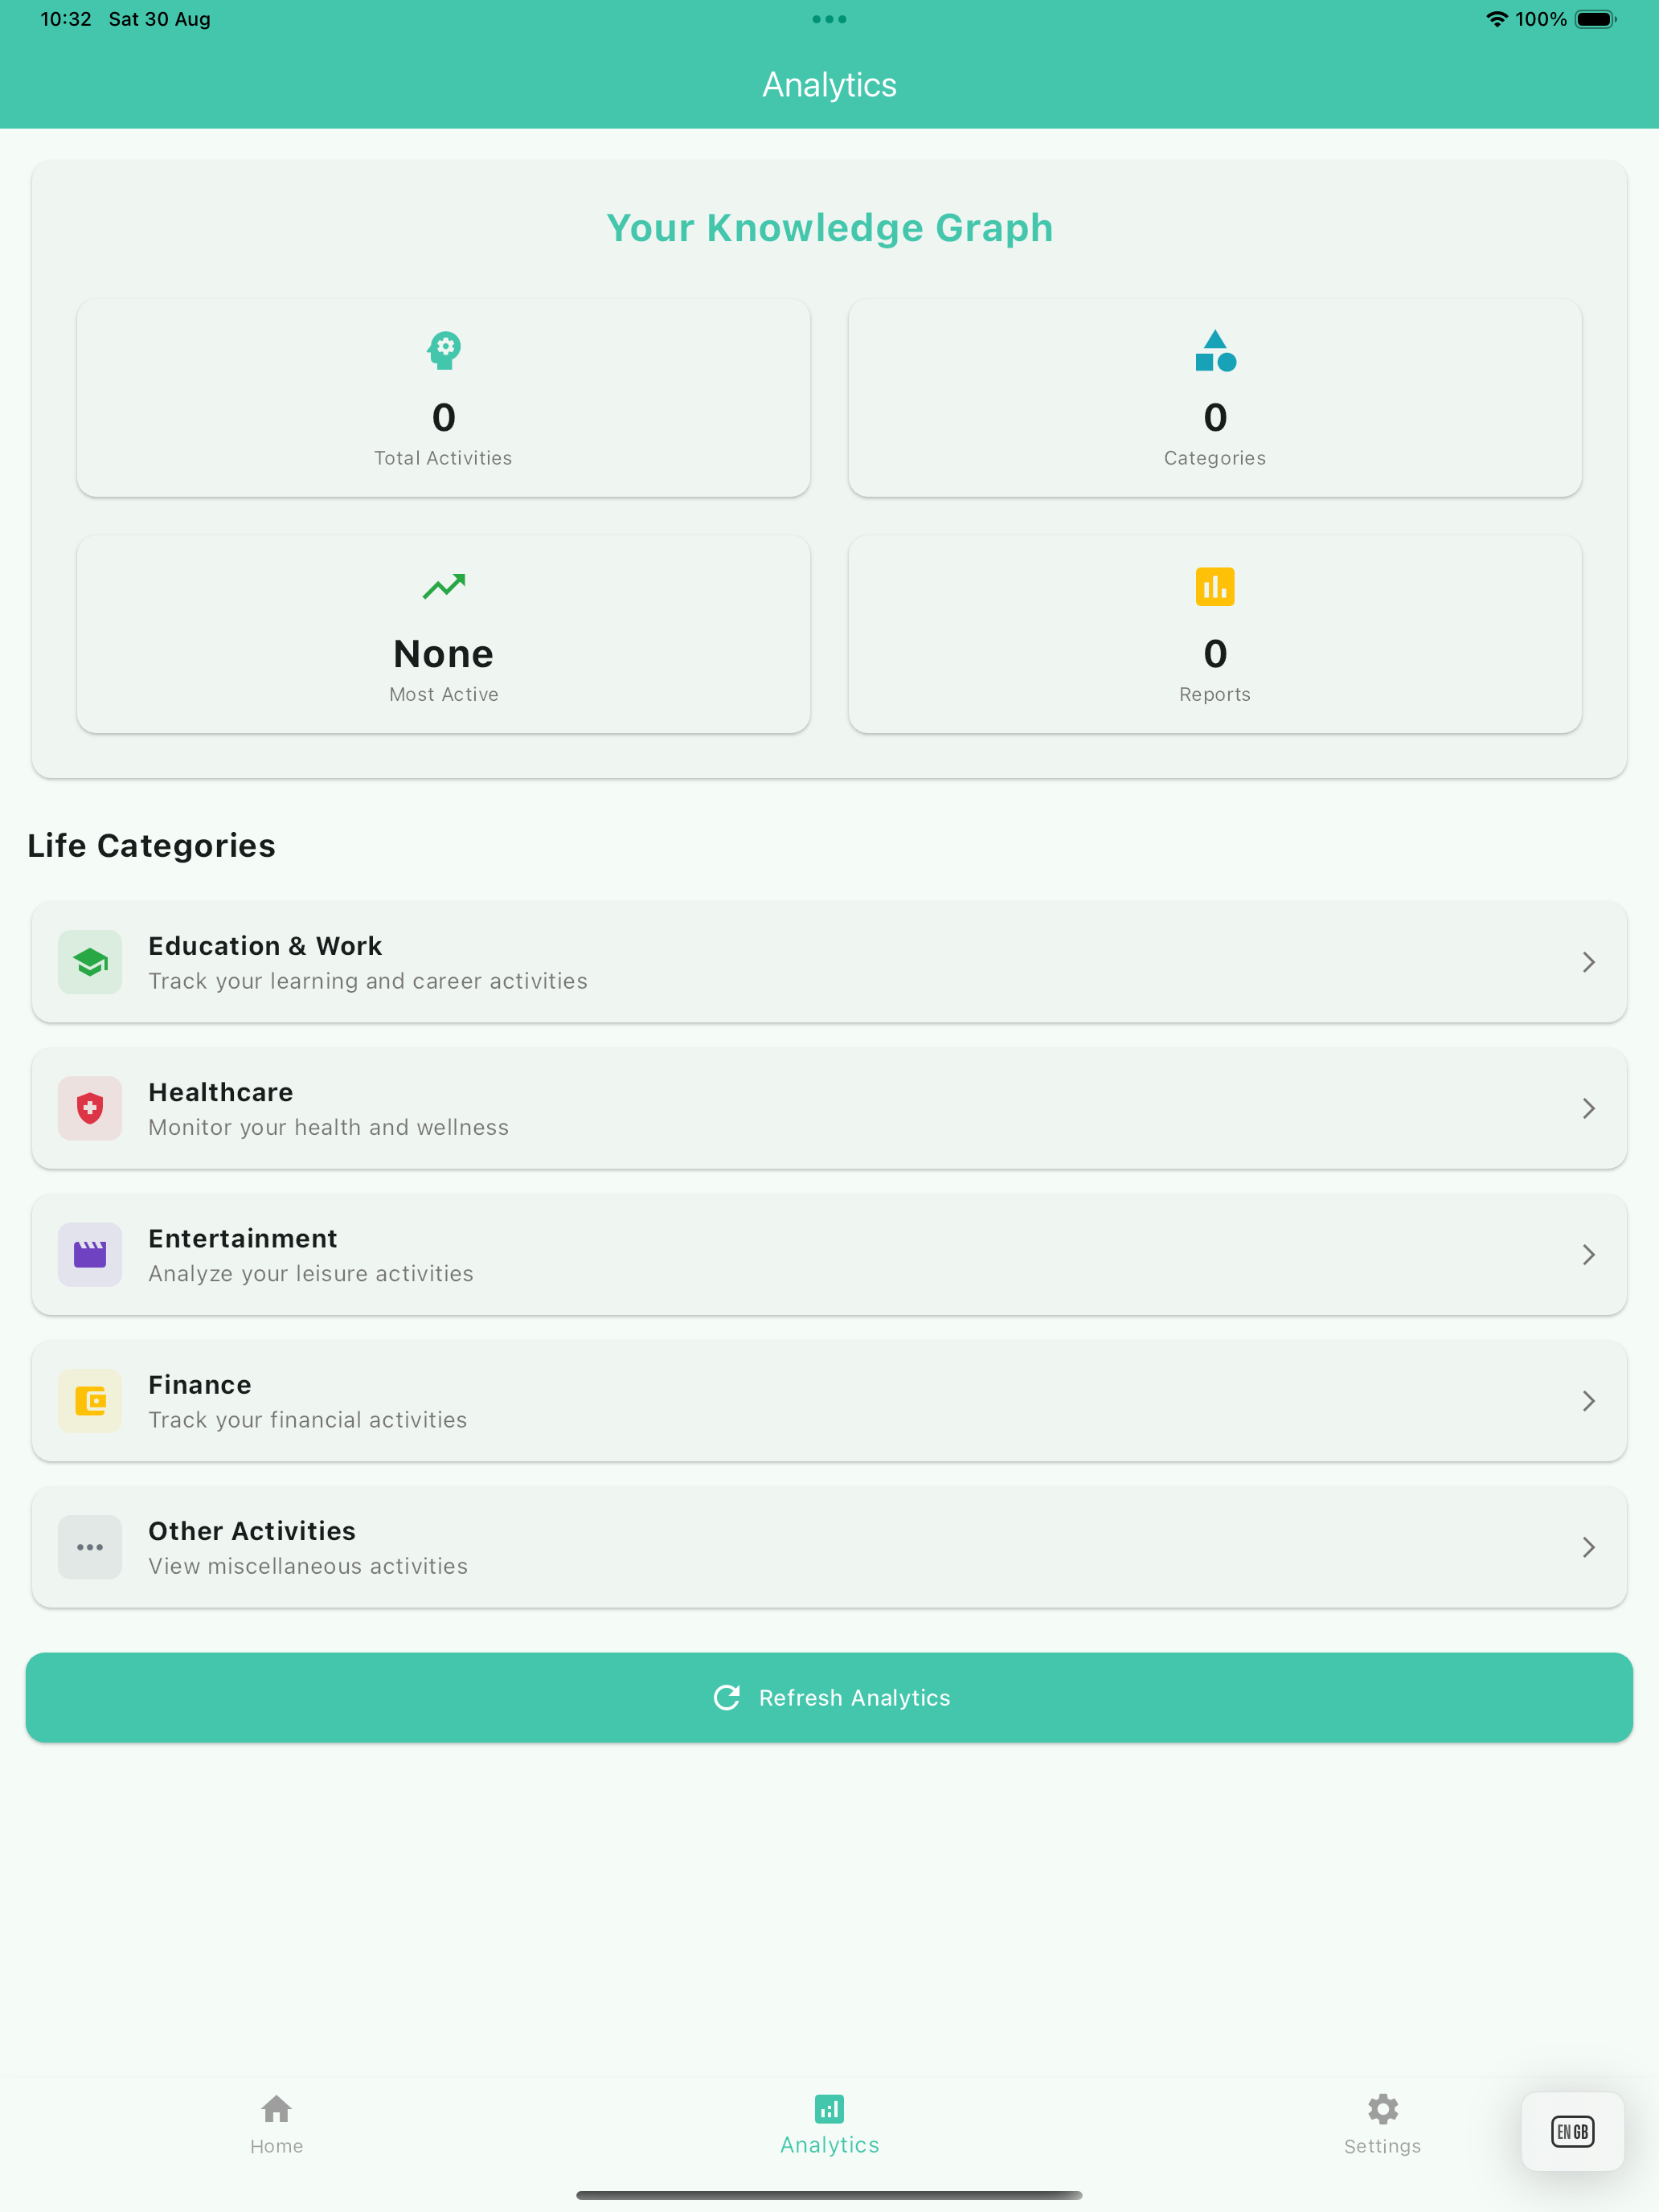 10:32 Sat 30 Aug
100%
Analytics
Your Knowledge Graph
0
Total Activities
0
Categories
None
Most Active
0
Reports
Life Categories
Education & Work
Track your learning and career activities
Healthcare
Monitor your health and wellness
Entertainment
Analyze your leisure activities
Finance
Track your financial activities
Other Activities
View miscellaneous activities
Refresh Analytics
Home
Analytics
Settings
EN GB